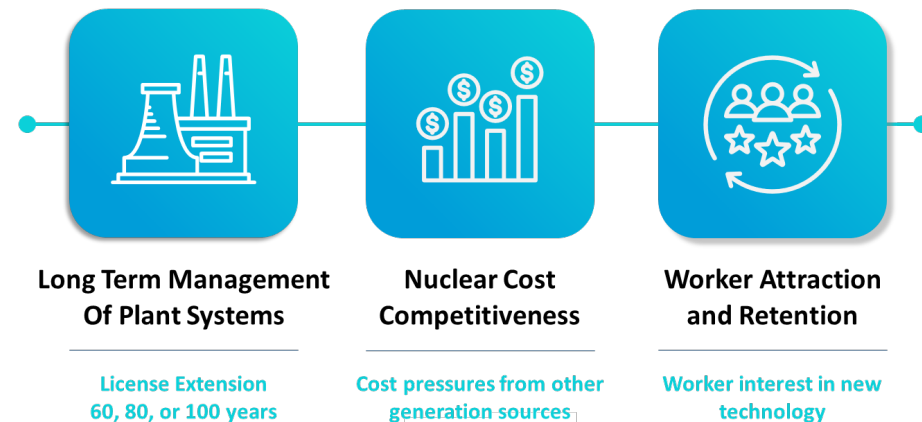 $ $ $ $
Long Term Management
Of Plant Systems
Nuclear Cost
Competitiveness
Worker Attraction
and Retention
License Extension
60, 80, or 100 years
Cost pressures from other
generation sources
Worker interest in new
technology